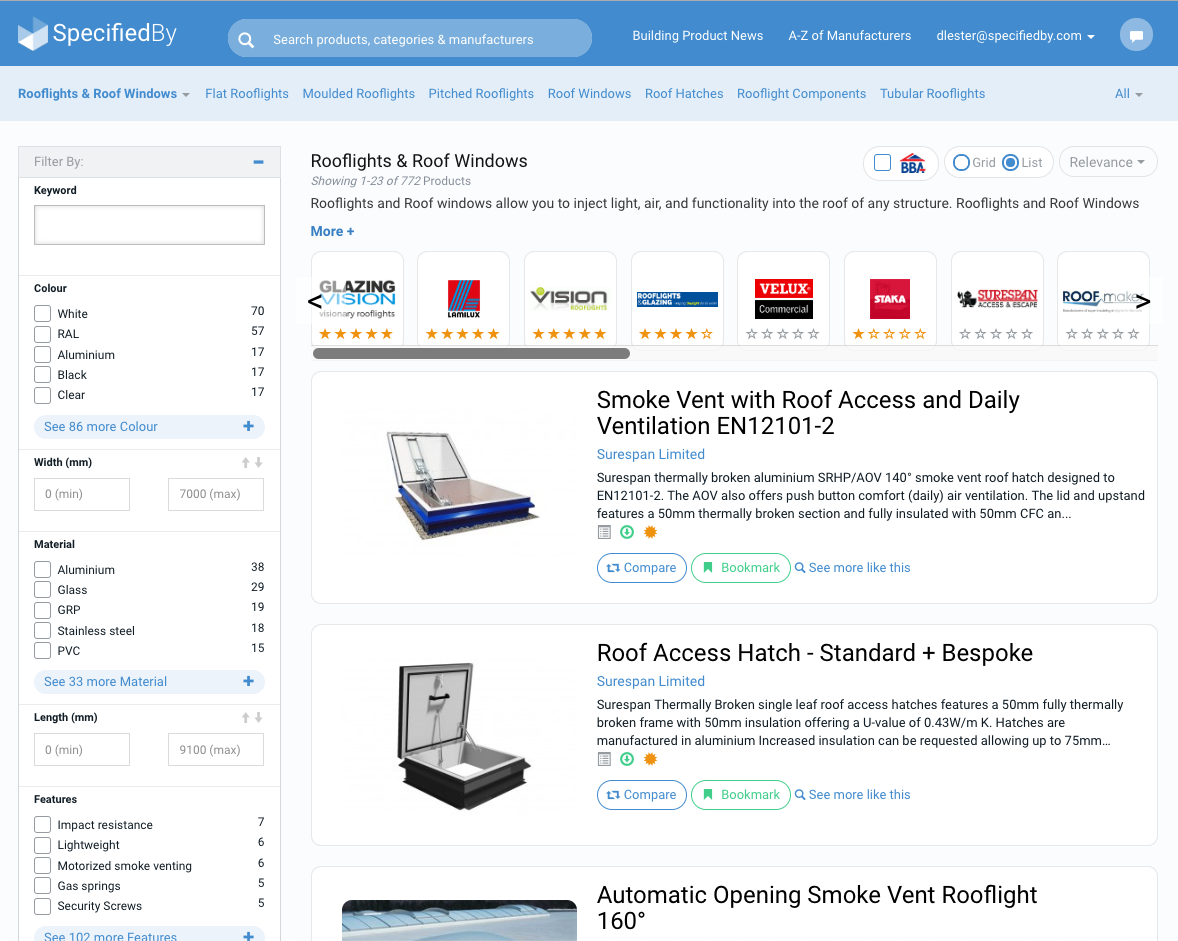 SpecifiedBy
Search products, categories & manufacturers
Building Product News
A-Z of Manufacturers
dlester@specifiedby.com
Rooflights & Roof Windows
Flat Rooflights
Moulded Rooflights
Pitched Rooflights
Roof Windows
Roof Hatches
Rooflight Components
Tubular Rooflights
All
Filter By:
Keyword
Colour
White 70
RAL 57
Aluminium 17
Black 17
Clear 17
See 86 more Colour +
Width (mm)
0 (min)
7000 (max)
Material
Aluminium 38
Glass 29
GRP 19
Stainless steel 18
PVC 15
See 33 more Material +
Length (mm)
0 (min)
9100 (max)
Features
Impact resistance 7
Lightweight 6
Motorized smoke venting 6
Gas springs 5
Security Screws 5
See 102 more Features +
Rooflights & Roof Windows
Showing 1-23 of 772 Products
BBA
Grid
List
Relevance
Rooflights and Roof windows allow you to inject light, air, and functionality into the roof of any structure. Rooflights and Roof Windows
More +
<
GLAZING
VISION
visionary rooflights
LAMILUX
VISION
ROOFLIGHTS
ROOFLIGHTS
& GLAZING
VELUX
Commercial
STAKA
SURESPAN
ACCESS & ESCAPE
ROOF make
>
Smoke Vent with Roof Access and Daily
Ventilation EN12101-2
Surespan Limited
Surespan thermally broken aluminium SRHP/AOV 140° smoke vent roof hatch designed to
EN12101-2. The AOV also offers push button comfort (daily) air ventilation. The lid and upstand
features a 50mm thermally broken section and fully insulated with 50mm CFC an...
Compare
Bookmark
See more like this
Roof Access Hatch - Standard + Bespoke
Surespan Limited
Surespan Thermally Broken single leaf roof access hatches features a 50mm fully thermally
broken frame with 50mm insulation offering a U-value of 0.43W/m K. Hatches are
manufactured in aluminium Increased insulation can be requested allowing up to 75mm...
Compare
Bookmark
See more like this
Automatic Opening Smoke Vent Rooflight
160°